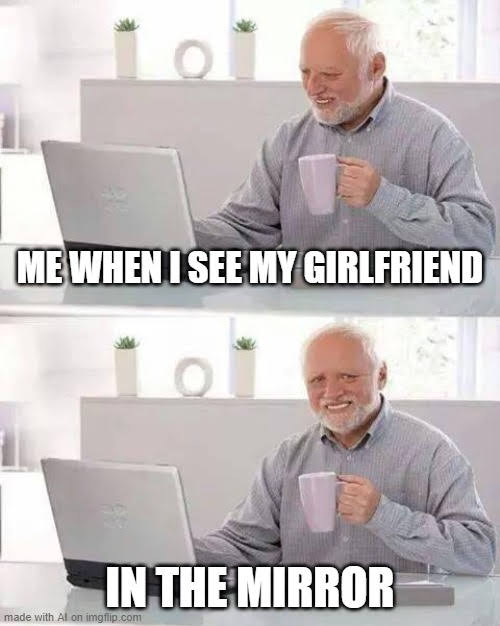 ME WHEN I SEE MY GIRLFRIEND
IN THE MIRROR
made with AI on imgflip.com